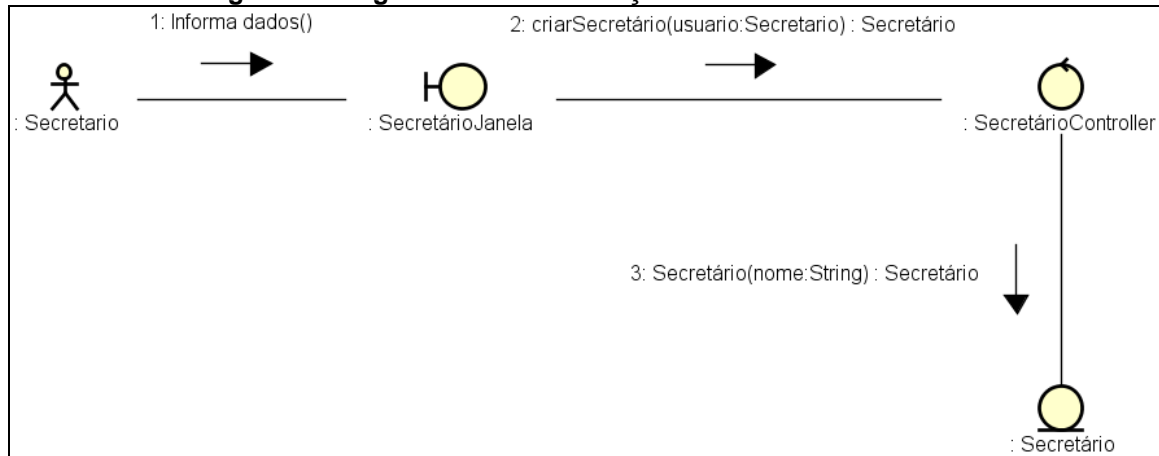 1: Informa dados()
2: criarSecretário(usuario:Secretario) : Secretário
: Secretario
: SecretárioJanela
: SecretárioController
3: Secretário(nome:String) : Secretário
: Secretário